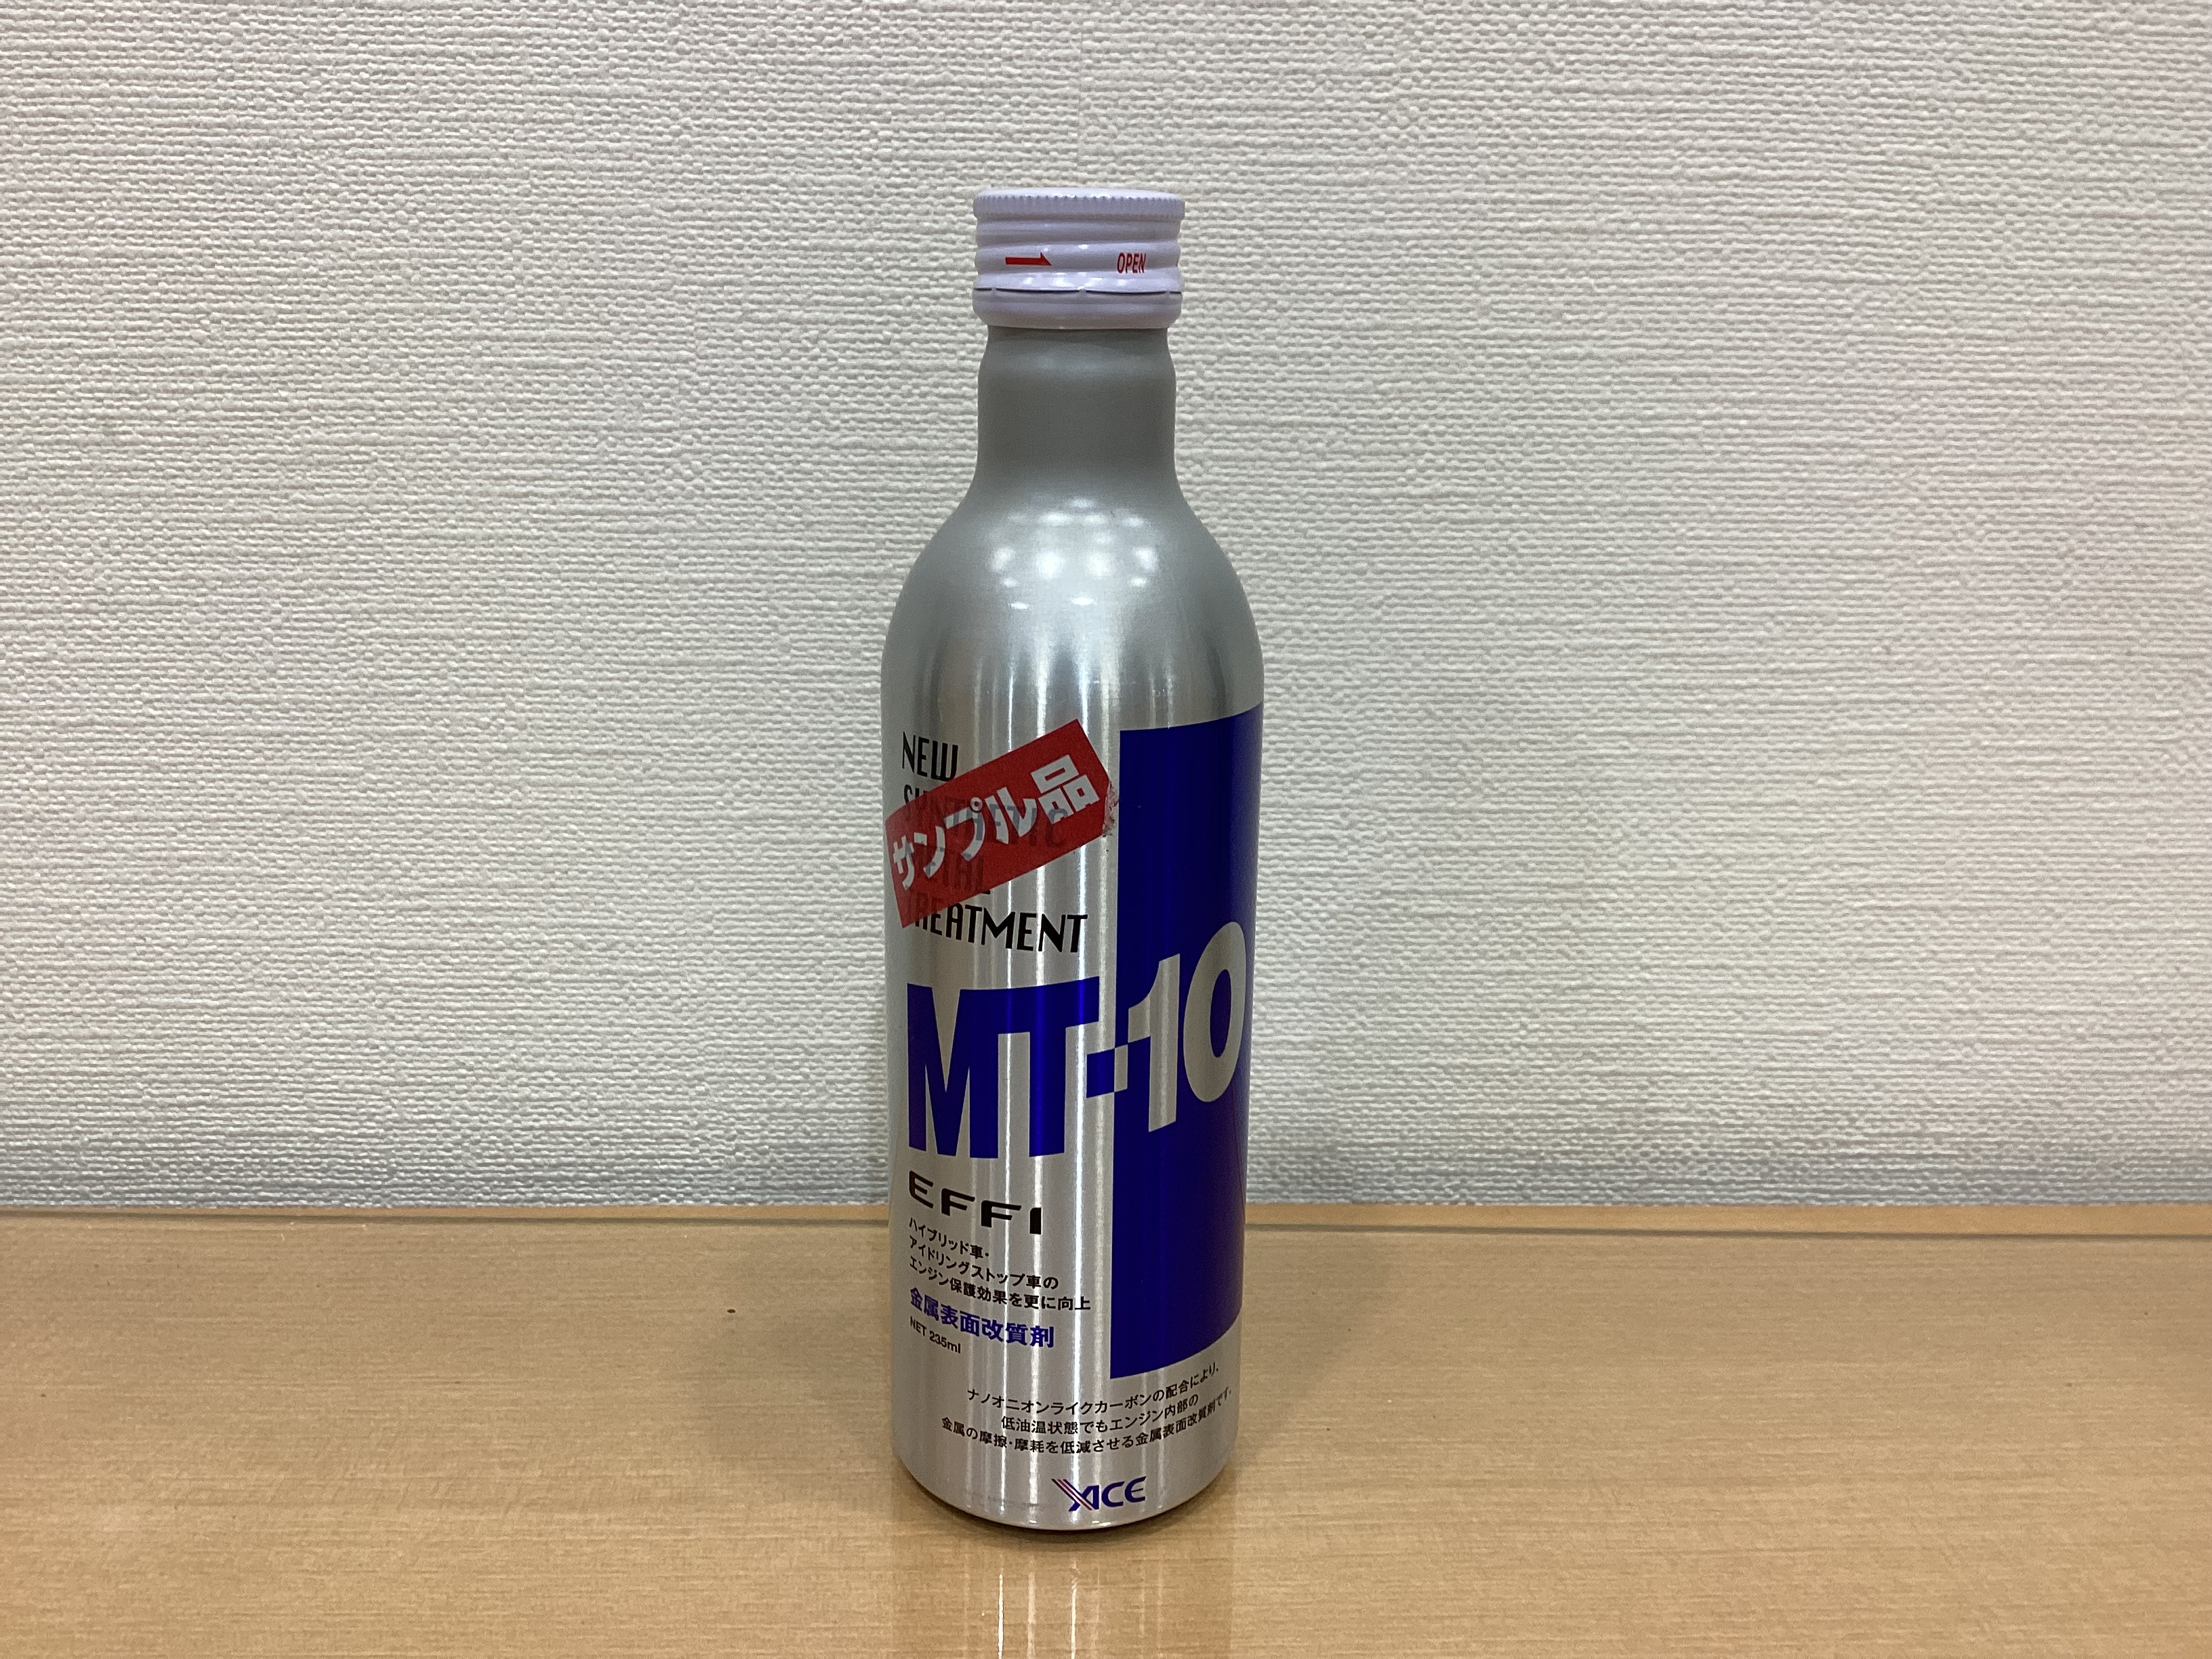 OPEN
NEW
SYNTHETIC
METAL
TREATMENT
サンプル品
MT-10
EFFI
ハイブリッド車・
アイドリングストップ車の
エンジン保護効果を更に向上
金属表面改質剤
NET 235ml
ナノオニオンライクカーボンの配合により、
低油温状態でもエンジン内部の
金属の摩擦・摩耗を低減させる金属表面改質剤です。
YACE